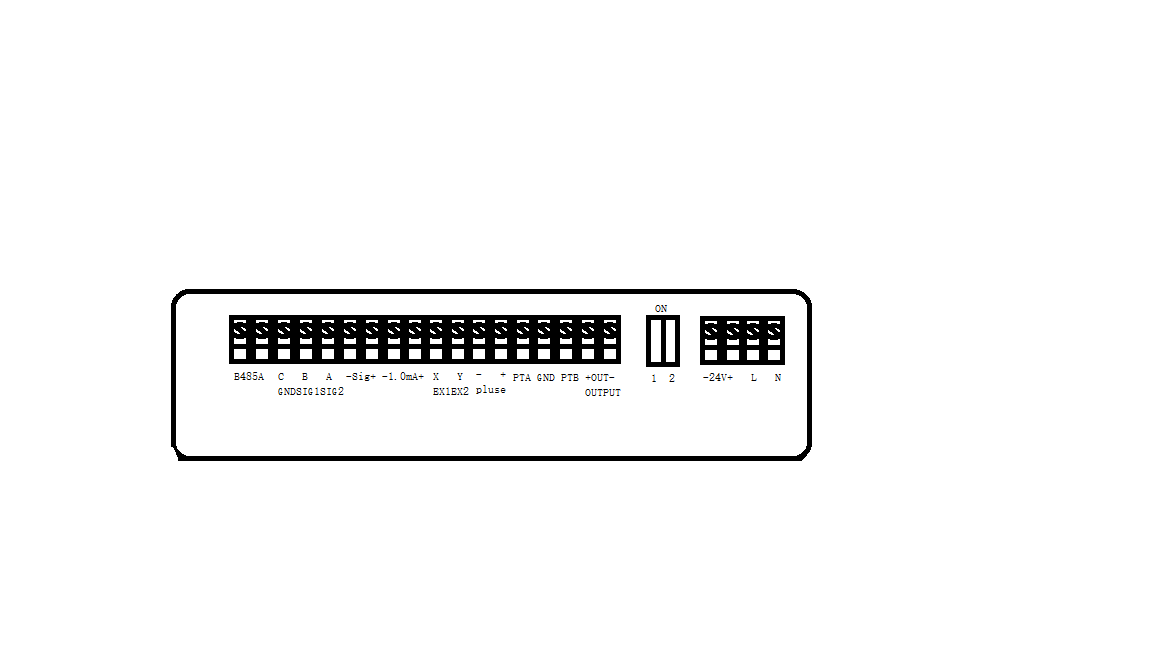 ON
B485A C B A -Sig+ -1.0mA+ X Y - + PTA GND PTB +OUT- 1 2 -24V+ L N
GNDSIG1SIG2 EX1EX2 pluse OUTPUT